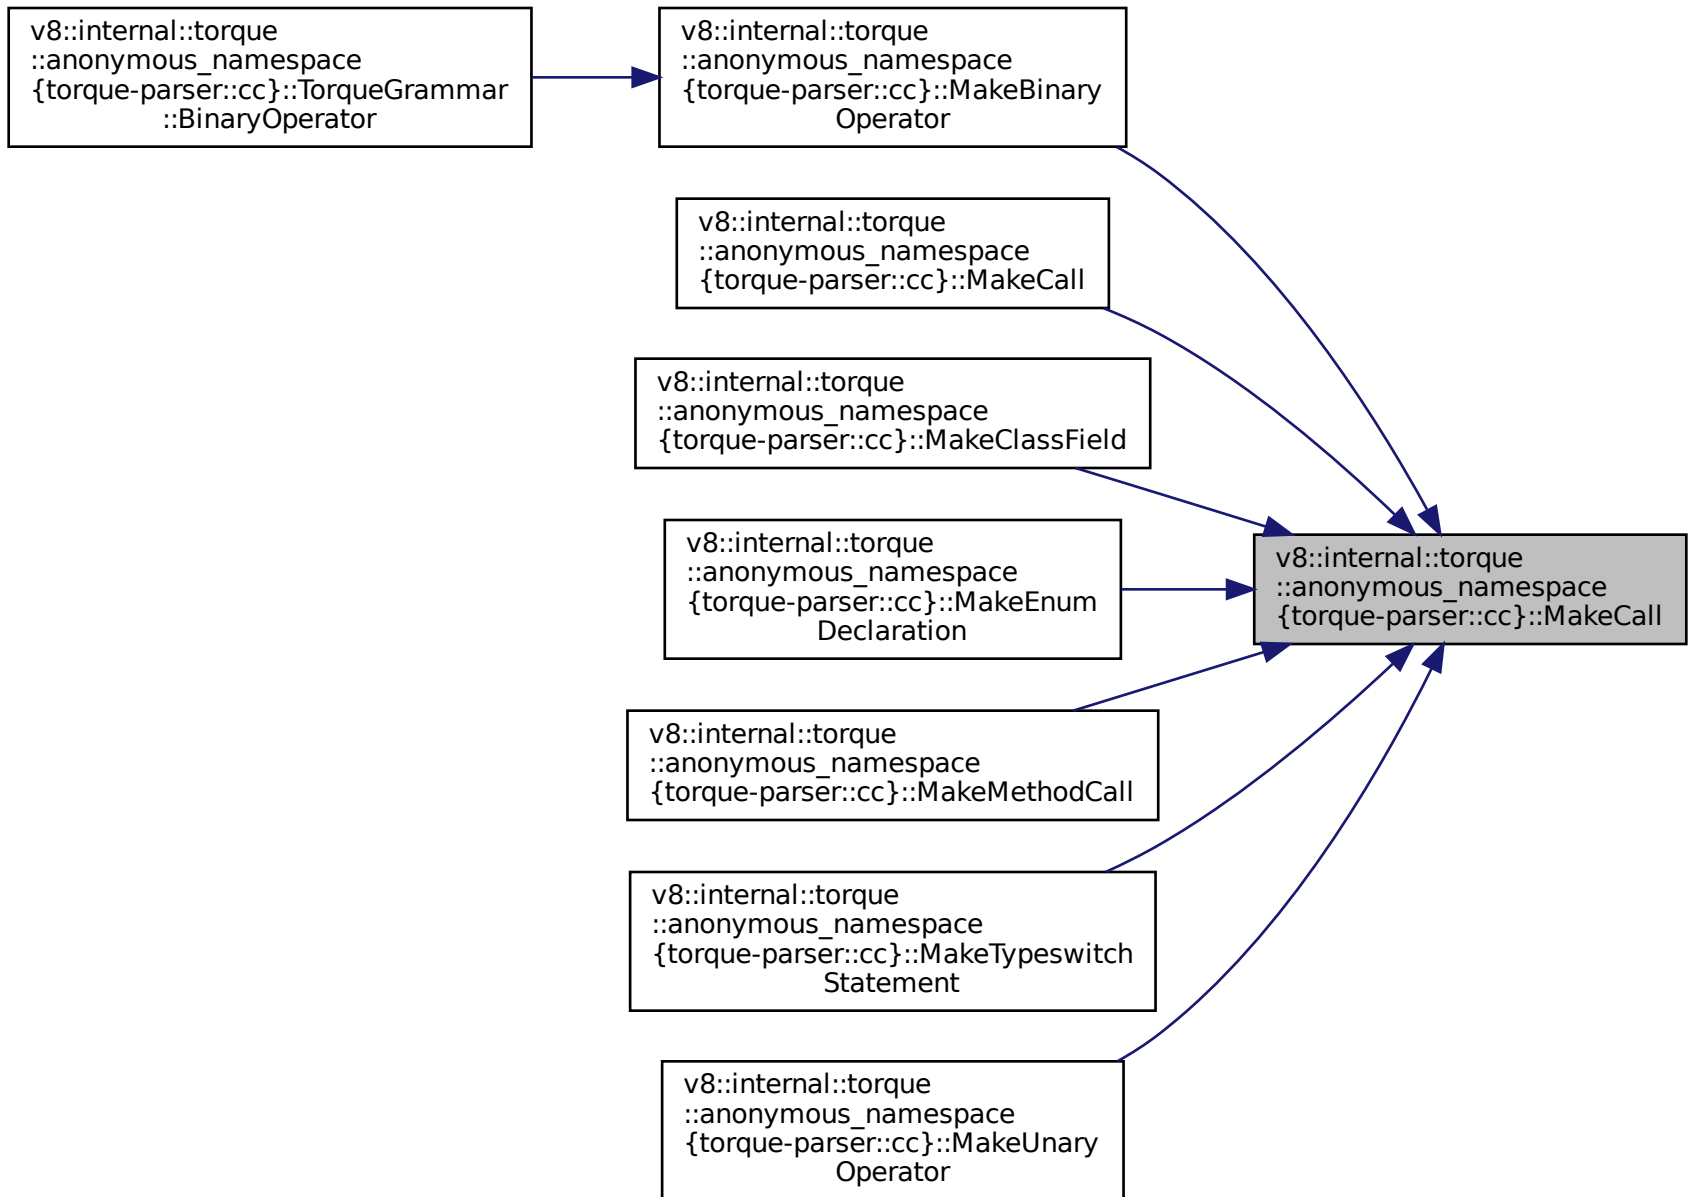 v8::internal::torque
::anonymous_namespace
{torque-parser::cc}::TorqueGrammar
::BinaryOperator
v8::internal::torque
::anonymous_namespace
{torque-parser::cc}::MakeBinary
Operator
v8::internal::torque
::anonymous_namespace
{torque-parser::cc}::MakeCall
v8::internal::torque
::anonymous_namespace
{torque-parser::cc}::MakeClassField
v8::internal::torque
::anonymous_namespace
{torque-parser::cc}::MakeEnum
Declaration
v8::internal::torque
::anonymous_namespace
{torque-parser::cc}::MakeCall
v8::internal::torque
::anonymous_namespace
{torque-parser::cc}::MakeMethodCall
v8::internal::torque
::anonymous_namespace
{torque-parser::cc}::MakeTypeswitch
Statement
v8::internal::torque
::anonymous_namespace
{torque-parser::cc}::MakeUnary
Operator